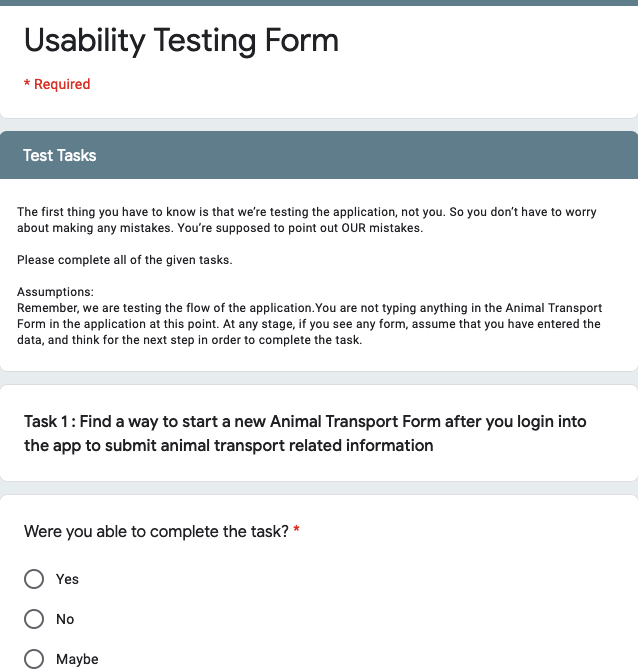 Usability Testing Form
* Required
Test Tasks
The first thing you have to know is that we're testing the application, not you. So you don't have to worry
about making any mistakes. You're supposed to point out OUR mistakes.
Please complete all of the given tasks.
Assumptions:
Remember, we are testing the flow of the application.You are not typing anything in the Animal Transport
Form in the application at this point. At any stage, if you see any form, assume that you have entered the
data, and think for the next step in order to complete the task.
Task 1 : Find a way to start a new Animal Transport Form after you login into
the app to submit animal transport related information
Were you able to complete the task? *
Yes
No
Maybe